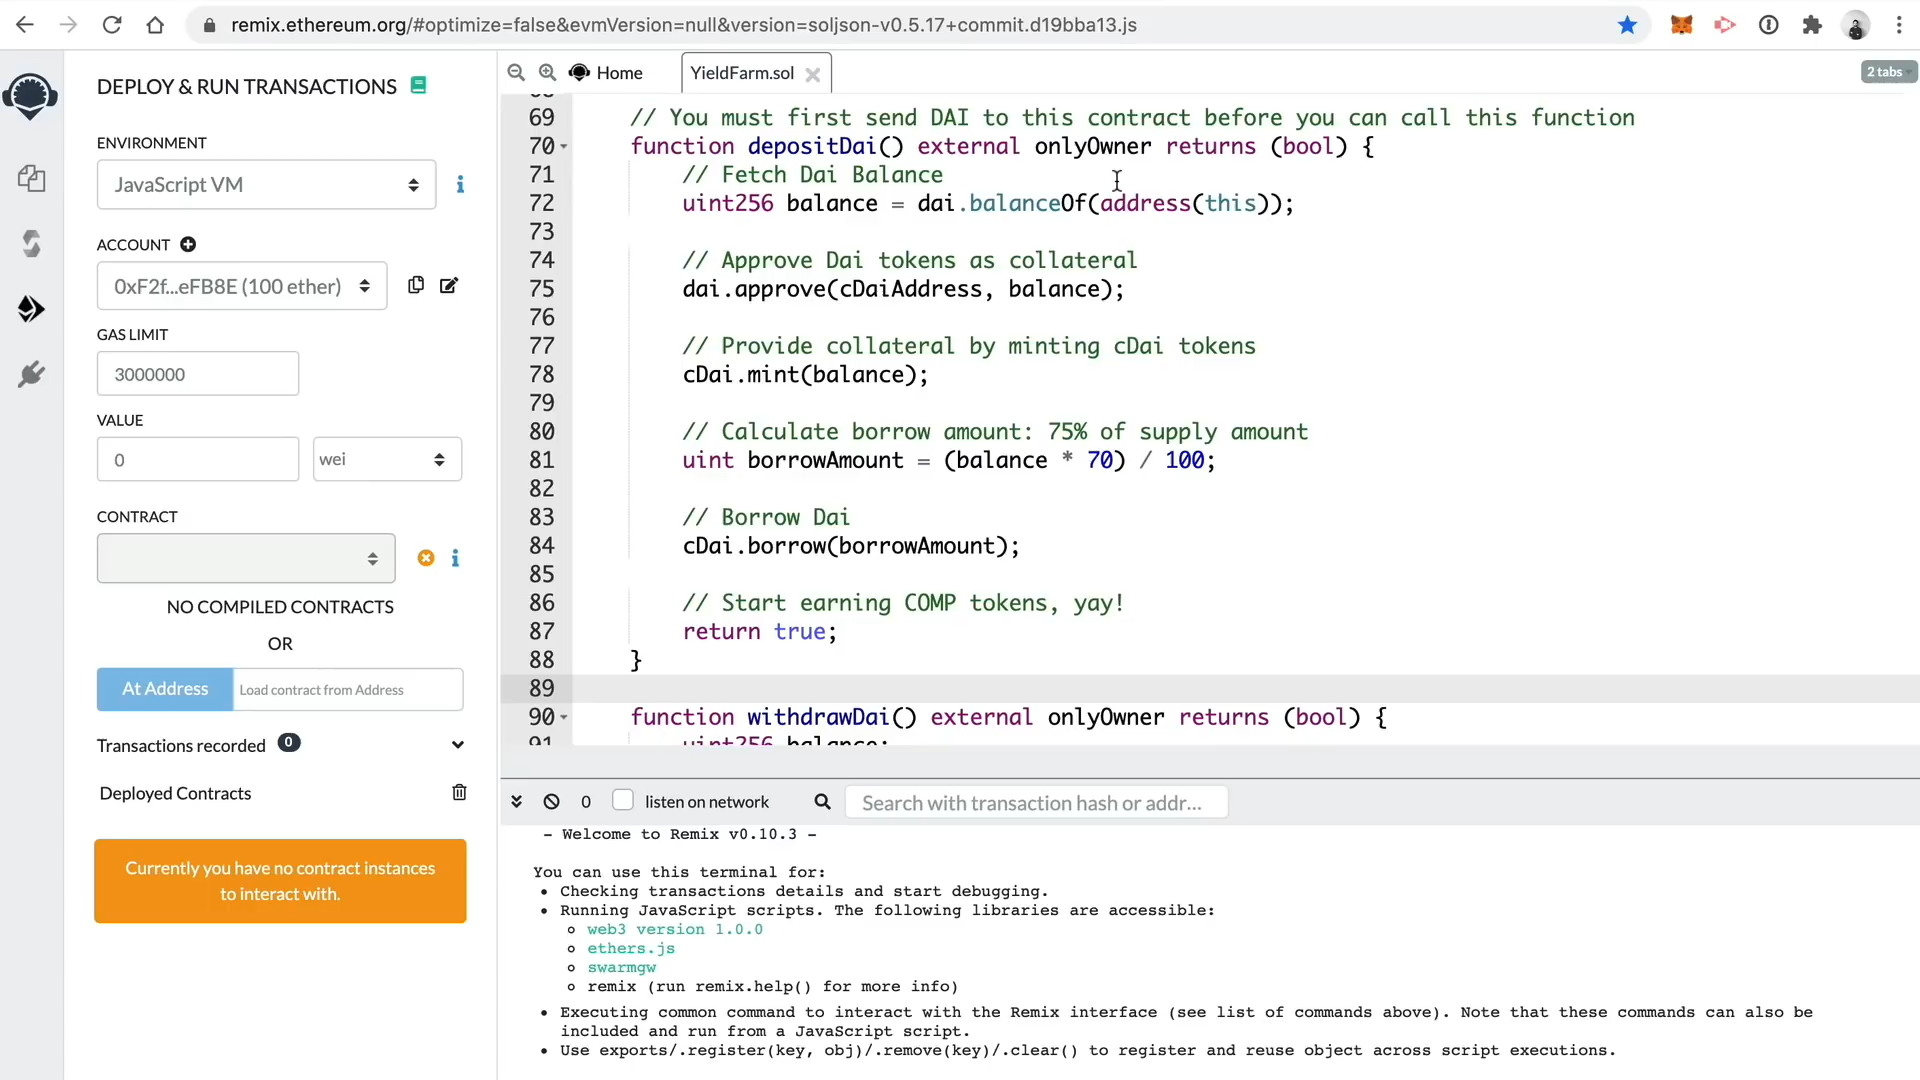 remix.ethereum.org/#optimize=false&evmVersion=null&version=soljson-v0.5.17+commit.d19bba13.js
DEPLOY & RUN TRANSACTIONS
ENVIRONMENT
JavaScript VM
i
ACCOUNT
0xF2f...eFB8E (100 ether)
GAS LIMIT
3000000
VALUE
0
wei
CONTRACT
i
NO COMPILED CONTRACTS
OR
At Address
Load contract from Address
Transactions recorded 0
Deployed Contracts
Currently you have no contract instances
to interact with.
Home
YieldFarm.sol
2 tabs
69 // You must first send DAI to this contract before you can call this function
70 function depositDai() external onlyOwner returns (bool) {
71 // Fetch Dai Balance
72 uint256 balance = dai.balanceOf(address(this));
73
74 // Approve Dai tokens as collateral
75 dai.approve(cDaiAddress, balance);
76
77 // Provide collateral by minting cDai tokens
78 cDai.mint(balance);
79
80 // Calculate borrow amount: 75% of supply amount
81 uint borrowAmount = (balance * 70) / 100;
82
83 // Borrow Dai
84 cDai.borrow(borrowAmount);
85
86 // Start earning COMP tokens, yay!
87 return true;
88 }
89
90 function withdrawDai() external onlyOwner returns (bool) {
91 uint256 balance;
0
listen on network
Search with transaction hash or addr...
- Welcome to Remix v0.10.3 -
You can use this terminal for:
• Checking transactions details and start debugging.
• Running JavaScript scripts. The following libraries are accessible:
web3 version 1.0.0
ethers.js
swarmgw
remix (run remix.help() for more info)
• Executing common command to interact with the Remix interface (see list of commands above). Note that these commands can also be
included and run from a JavaScript script.
• Use exports/.register(key, obj)/.remove(key)/.clear() to register and reuse object across script executions.